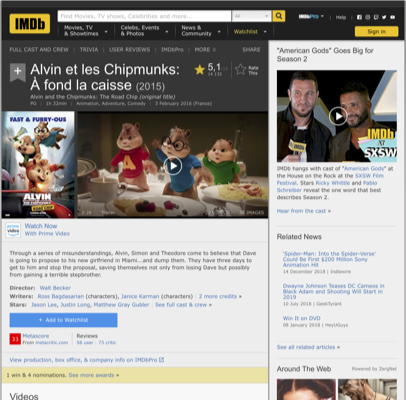 IMDb
Find Movies, TV shows, Celebrities and more...
All
IMDbPro
Help
Movies, TV & Showtimes
Celebs, Events & Photos
News & Community
Watchlist
Sign in
FULL CAST AND CREW | TRIVIA | USER REVIEWS | IMDbPro | MORE
SHARE
Alvin et les Chipmunks: À fond la caisse (2015)
Alvin and the Chipmunks: The Road Chip (original title)
PG | 1h 32min | Animation, Adventure, Comedy | 3 February 2016 (France)
5,1
Rate This
FAST & FURRY-OUS
ALVIN
IMAGES
Watch Now
With Prime Video
Through a series of misunderstandings, Alvin, Simon and Theodore come to believe that Dave
is going to propose to his new girlfriend in Miami...and dump them. They have three days to
get to him and stop the proposal, saving themselves not only from losing Dave but possibly
from gaining a terrible stepbrother.
Director: Walt Becker
Writers: Ross Bagdasarian (characters), Janice Karman (characters) | 2 more credits »
Stars: Jason Lee, Justin Long, Matthew Gray Gubler | See full cast & crew »
+ Add to Watchlist
33
Metascore
From metacritic.com
Reviews
56 user | 73 critic
View production, box office, & company info on IMDbPro
1 win & 4 nominations. See more awards »
Videos
"American Gods" Goes Big for Season 2
IMDb
at
SXSW
IMDb hangs with cast of "American Gods" at
the House on the Rock at the SXSW Film
Festival. Stars Ricky Whittle and Pablo
Schreiber reveal the one word that best
describes Season 2.
Hear from the cast »
Related News
'Spider-Man: Into the Spider-Verse'
Could Be First $200 Million Sony
Animation Hit
14 December 2018 | Indiewire
Dwayne Johnson Teases DC Cameos in
Black Adam and Shooting Will Start in
2019
10 July 2018 | GeekTyrant
Win It on DVD
08 January 2018 | HeyUGuys
See all related articles »
Around The Web
Powered by ZergNet